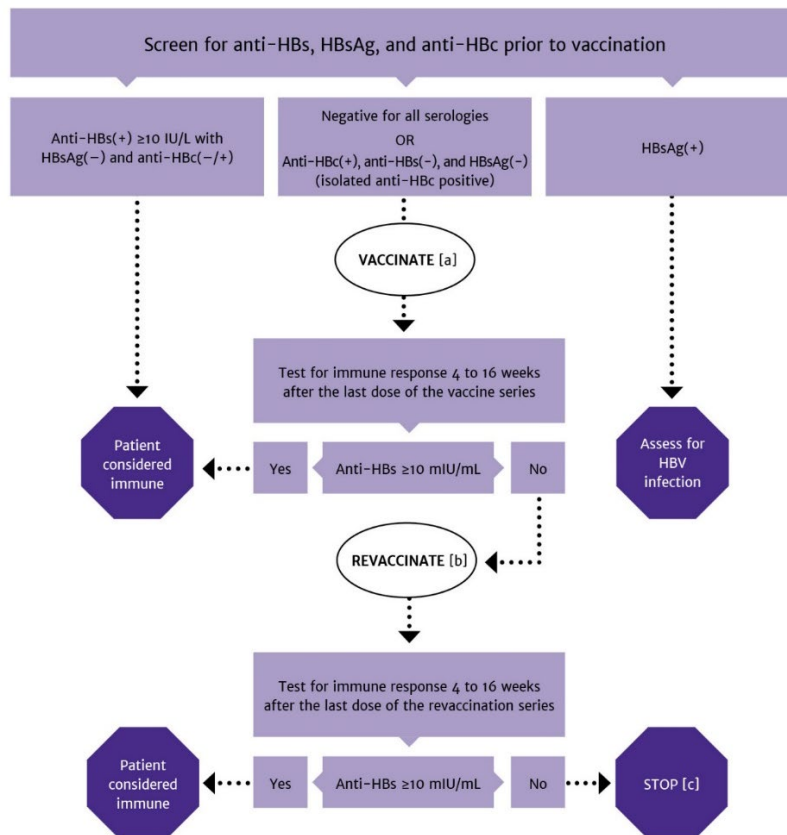 Screen for anti-HBs, HBsAg, and anti-HBc prior to vaccination
Anti-HBs(+) ≥10 IU/L with
HBsAg(−) and anti-HBc(−/+)
Negative for all serologies
OR
Anti-HBc(+), anti-HBs(-), and HBsAg(-)
(isolated anti-HBc positive)
HBsAg(+)
VACCINATE [a]
Test for immune response 4 to 16 weeks
after the last dose of the vaccine series
Patient
considered
immune
Yes
Anti-HBs ≥10 mIU/mL
No
Assess for
HBV
infection
REVACCINATE [b]
Test for immune response 4 to 16 weeks
after the last dose of the revaccination series
Patient
considered
immune
Yes
Anti-HBs ≥10 mIU/mL
No
STOP [c]